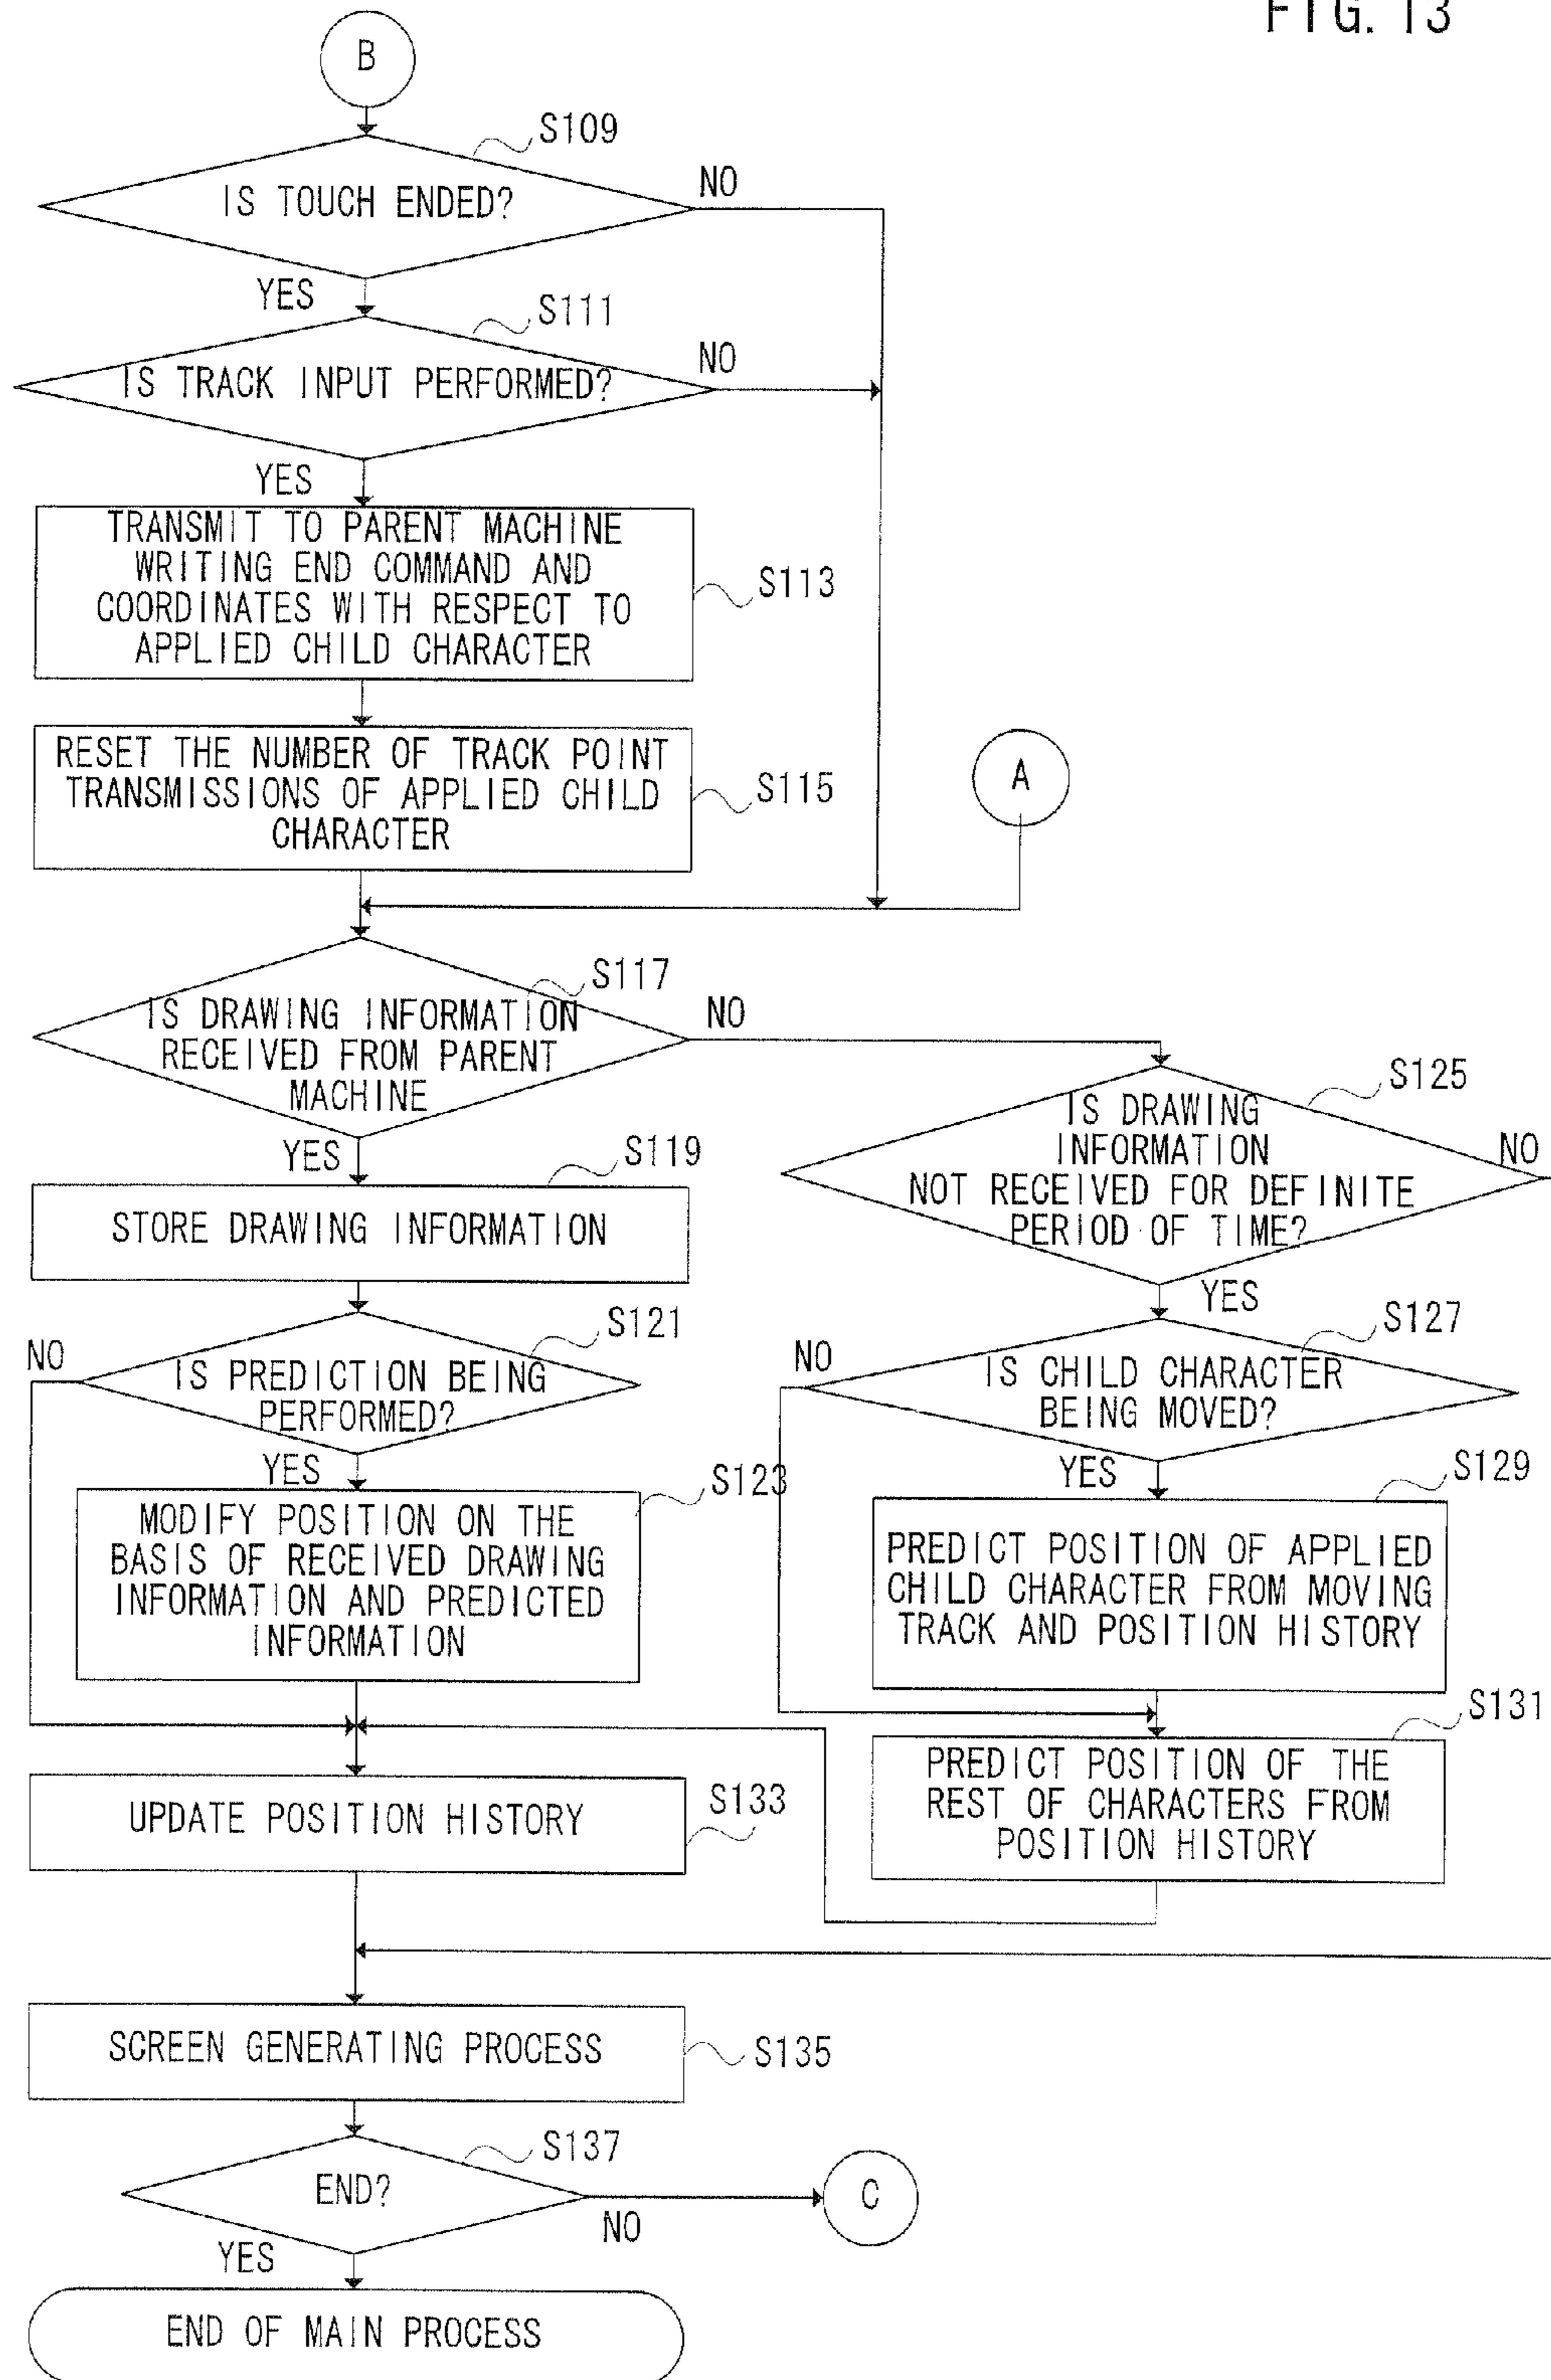 FIG. 13
B
S109
IS TOUCH ENDED?
NO
YES
S111
IS TRACK INPUT PERFORMED?
NO
YES
TRANSMIT TO PARENT MACHINE
WRITING END COMMAND AND
COORDINATES WITH RESPECT TO
APPLIED CHILD CHARACTER
S113
RESET THE NUMBER OF TRACK POINT
TRANSMISSIONS OF APPLIED CHILD
CHARACTER
S115
A
S117
IS DRAWING INFORMATION
RECEIVED FROM PARENT
MACHINE
NO
YES
S125
IS DRAWING
INFORMATION
NOT RECEIVED FOR DEFINITE
PERIOD OF TIME?
NO
YES
S119
STORE DRAWING INFORMATION
S121
NO
IS PREDICTION BEING
PERFORMED?
YES
S127
NO
IS CHILD CHARACTER
BEING MOVED?
YES
S123
MODIFY POSITION ON THE
BASIS OF RECEIVED DRAWING
INFORMATION AND PREDICTED
INFORMATION
S129
PREDICT POSITION OF APPLIED
CHILD CHARACTER FROM MOVING
TRACK AND POSITION HISTORY
S131
PREDICT POSITION OF THE
REST OF CHARACTERS FROM
POSITION HISTORY
UPDATE POSITION HISTORY
S133
SCREEN GENERATING PROCESS
S135
S137
END?
NO
C
YES
END OF MAIN PROCESS